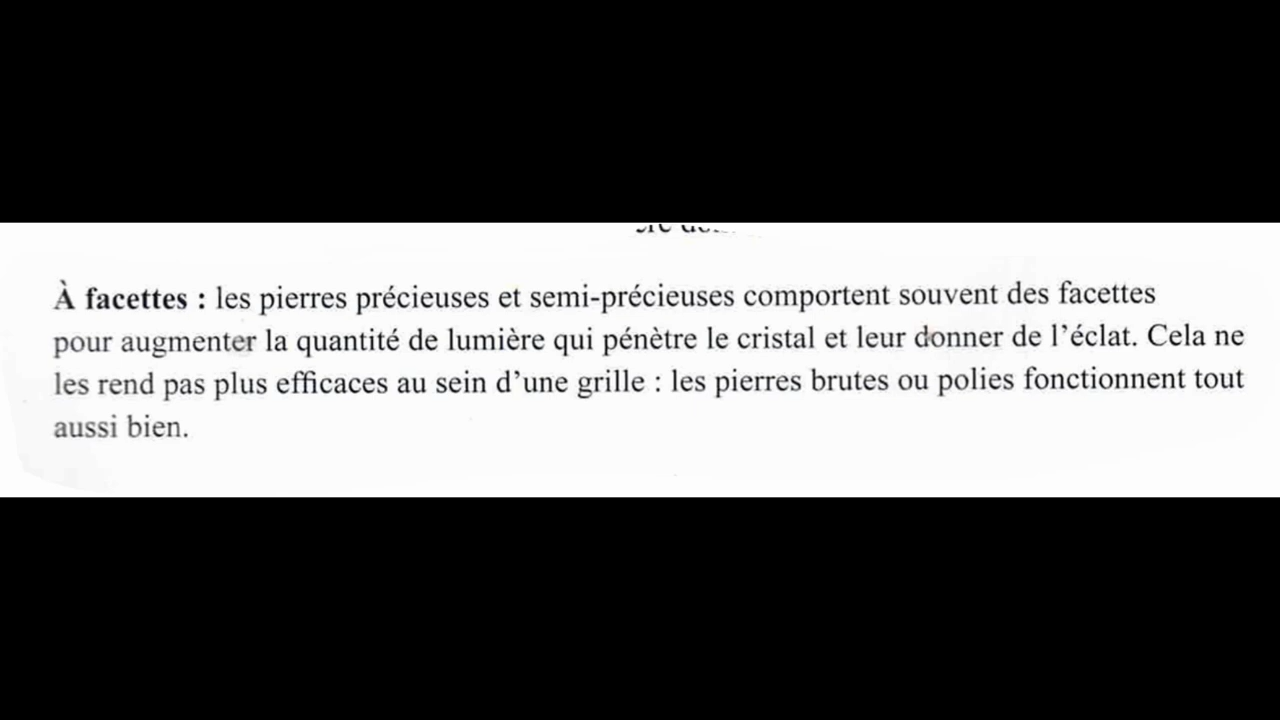 À facettes : les pierres précieuses et semi-précieuses comportent souvent des facettes
pour augmenter la quantité de lumière qui pénètre le cristal et leur donner de l’éclat. Cela ne
les rend pas plus efficaces au sein d’une grille : les pierres brutes ou polies fonctionnent tout
aussi bien.